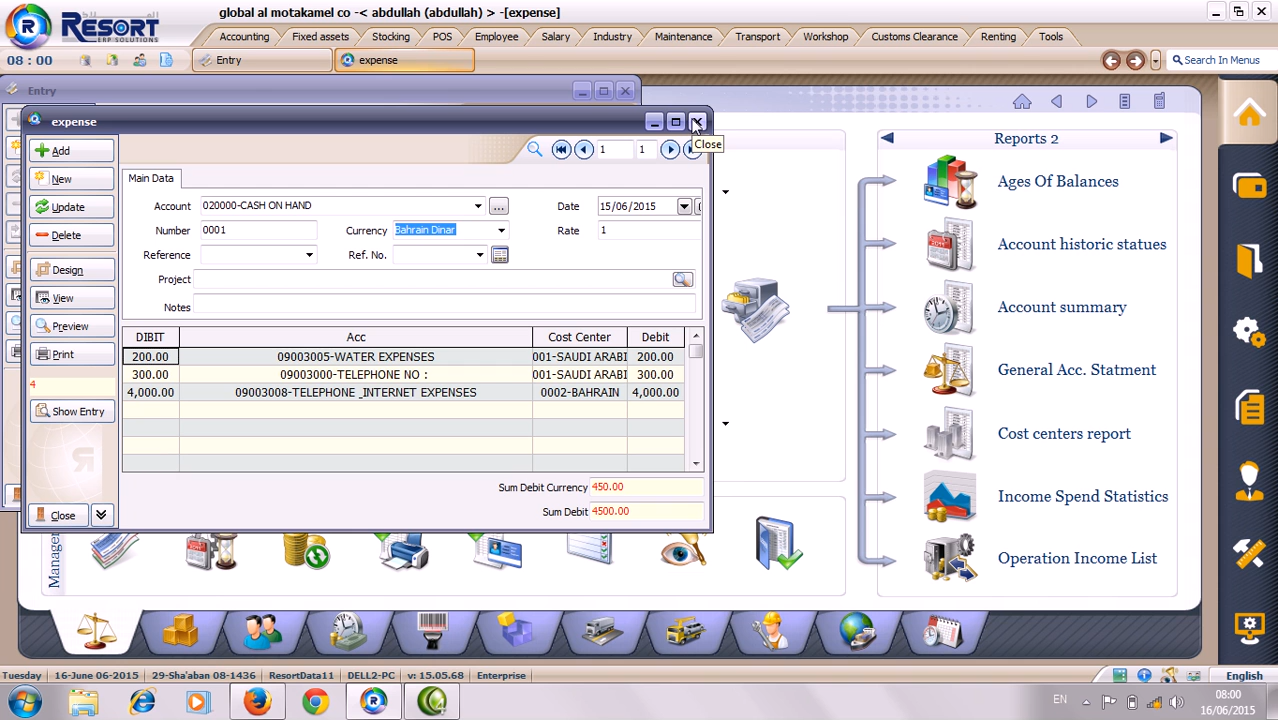 global al motakamel co -< abdullah (abdullah) > -[expense]
RESORT
ERP SOLUTIONS
Accounting Fixed assets Stocking POS Employee Salary Industry Maintenance Transport Workshop Customs Clearance Renting Tools
08 : 00 Entry expense Search In Menus
Entry
expense
Close
Add
1 1
New
Main Data
Update
Account 020000-CASH ON HAND ... Date 15/06/2015
Delete
Number 0001 Currency Bahrain Dinar Rate 1
Reference Ref. No.
Design
Project
View
Notes
Preview
Print
DIBIT Acc Cost Center Debit
200.00 09003005-WATER EXPENSES 001-SAUDI ARABI 200.00
300.00 09003000-TELEPHONE NO : 001-SAUDI ARABI 300.00
4,000.00 09003008-TELEPHONE _INTERNET EXPENSES 0002-BAHRAIN 4,000.00
4
Show Entry
Sum Debit Currency 450.00
Sum Debit 4500.00
Close
Reports 2
Ages Of Balances
Account historic statues
Account summary
General Acc. Statment
Cost centers report
Income Spend Statistics
Operation Income List
Tuesday 16-June 06-2015 29-Sha'aban 08-1436 ResortData11 DELL2-PC v: 15.05.68 Enterprise English
EN 08:00
16/06/2015